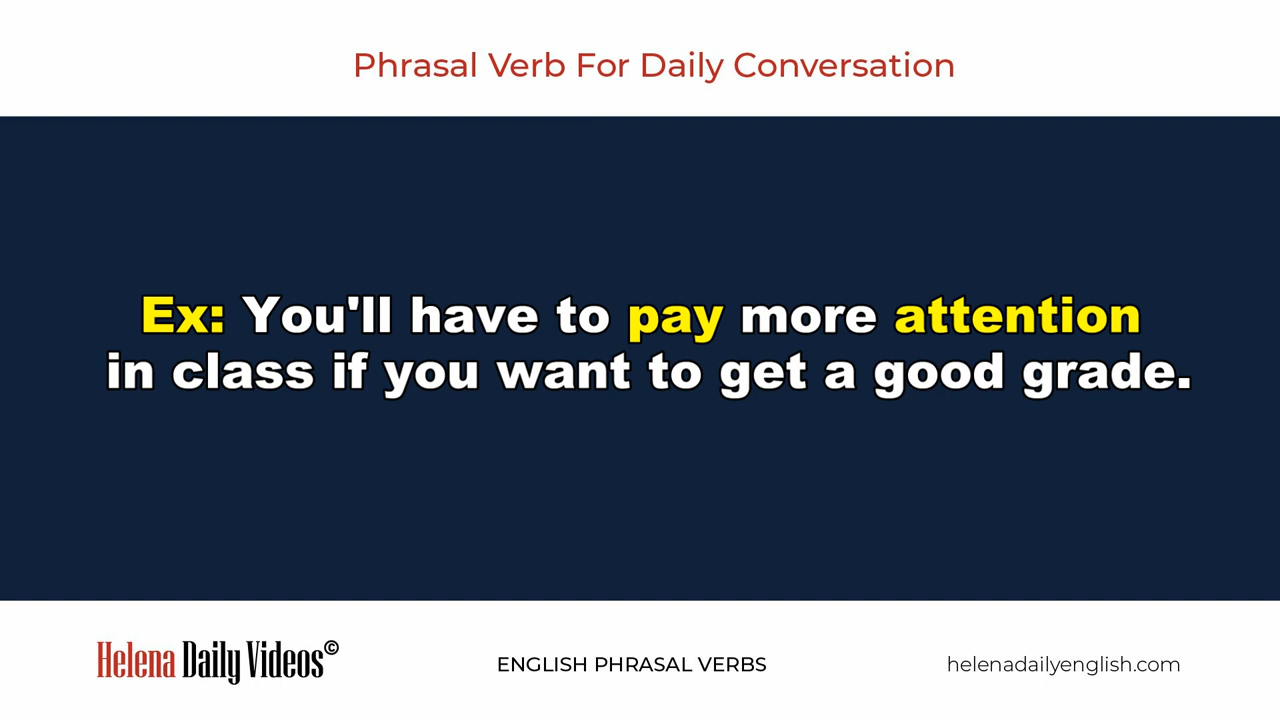 Phrasal Verb For Daily Conversation
Ex: You'll have to pay more attention
in class if you want to get a good grade.
Helena Daily Videos©
ENGLISH PHRASAL VERBS
helenadailyenglish.com